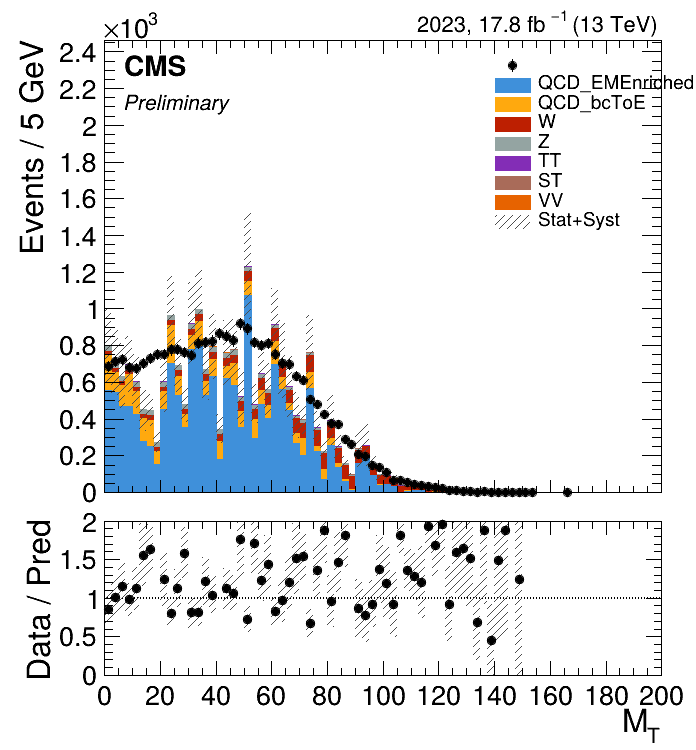 ×10³
2023, 17.8 fb⁻¹ (13 TeV)
CMS
Preliminary
Events / 5 GeV
2.4
2.2
2
1.8
1.6
1.4
1.2
1
0.8
0.6
0.4
0.2
0
QCD_EMEnriched
QCD_bcToE
W
Z
TT
ST
VV
Stat+Syst
Data / Pred
2
1.5
1
0.5
0
0 20 40 60 80 100 120 140 160 180 200
M_T